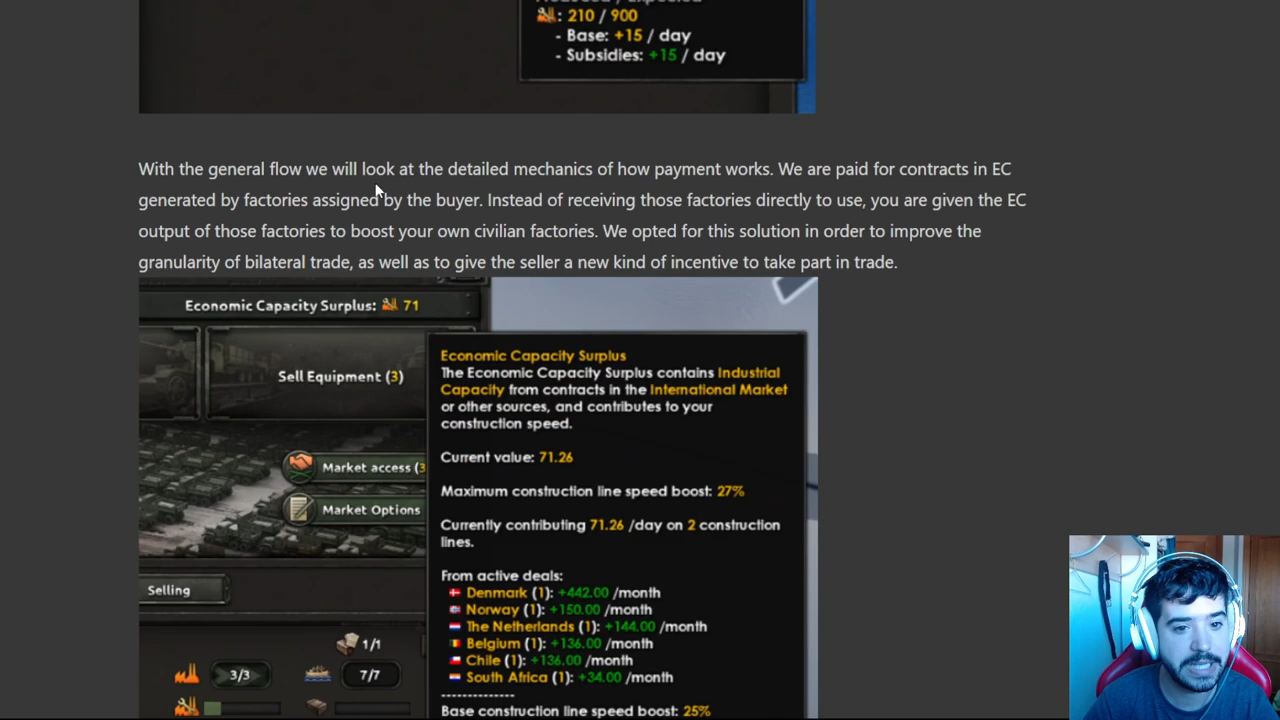 : 210 / 900
- Base: +15 / day
- Subsidies: +15 / day
With the general flow we will look at the detailed mechanics of how payment works. We are paid for contracts in EC
generated by factories assigned by the buyer. Instead of receiving those factories directly to use, you are given the EC
output of those factories to boost your own civilian factories. We opted for this solution in order to improve the
granularity of bilateral trade, as well as to give the seller a new kind of incentive to take part in trade.
Economic Capacity Surplus: 71
Sell Equipment (3)
Market access (3
Market Options
Selling
1/1
3/3
7/7
Economic Capacity Surplus
The Economic Capacity Surplus contains Industrial
Capacity from contracts in the International Market
or other sources, and contributes to your
construction speed.
Current value: 71.26
Maximum construction line speed boost: 27%
Currently contributing 71.26 /day on 2 construction
lines.
From active deals:
Denmark (1): +442.00 /month
Norway (1): +150.00 /month
The Netherlands (1): +144.00 /month
Belgium (1): +136.00 /month
Chile (1): +136.00 /month
South Africa (1): +34.00 /month
--------------
Base construction line speed boost: 25%